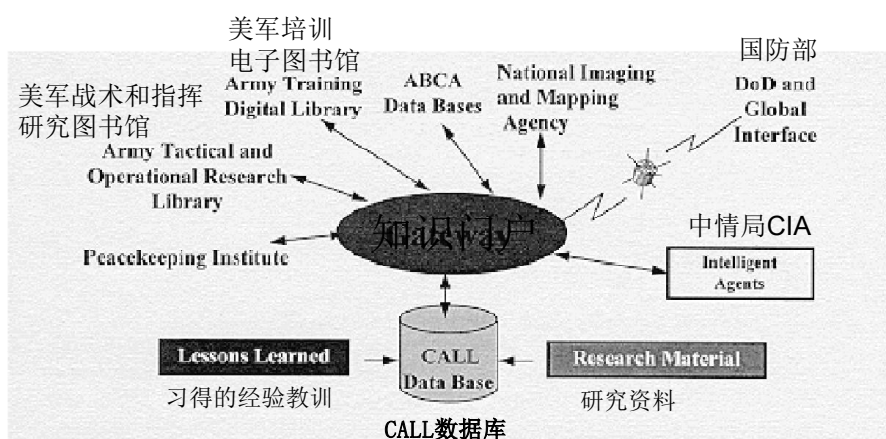 美军培训
电子图书馆
Army Training
Digital Library
ABCA
Data Bases
National Imaging
and Mapping
Agency
国防部
DoD and
Global
Interface
美军战术和指挥
研究图书馆
Army Tactical and
Operational Research
Library
知识门户
Gateway
Peacekeeping Institute
中情局CIA
Intelligent
Agents
Lessons Learned
习得的经验教训
CALL
Data Base
CALL数据库
Research Material
研究资料